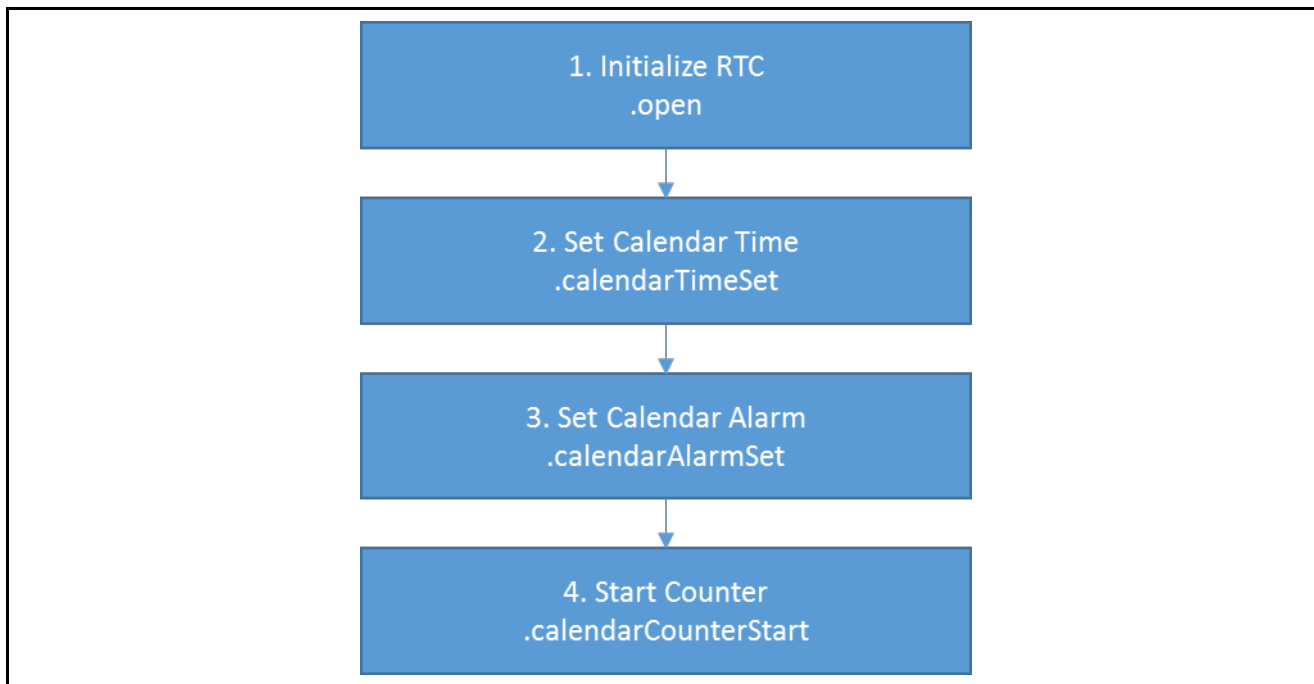 1. Initialize RTC
.open
2. Set Calendar Time
.calendarTimeSet
3. Set Calendar Alarm
.calendarAlarmSet
4. Start Counter
.calendarCounterStart